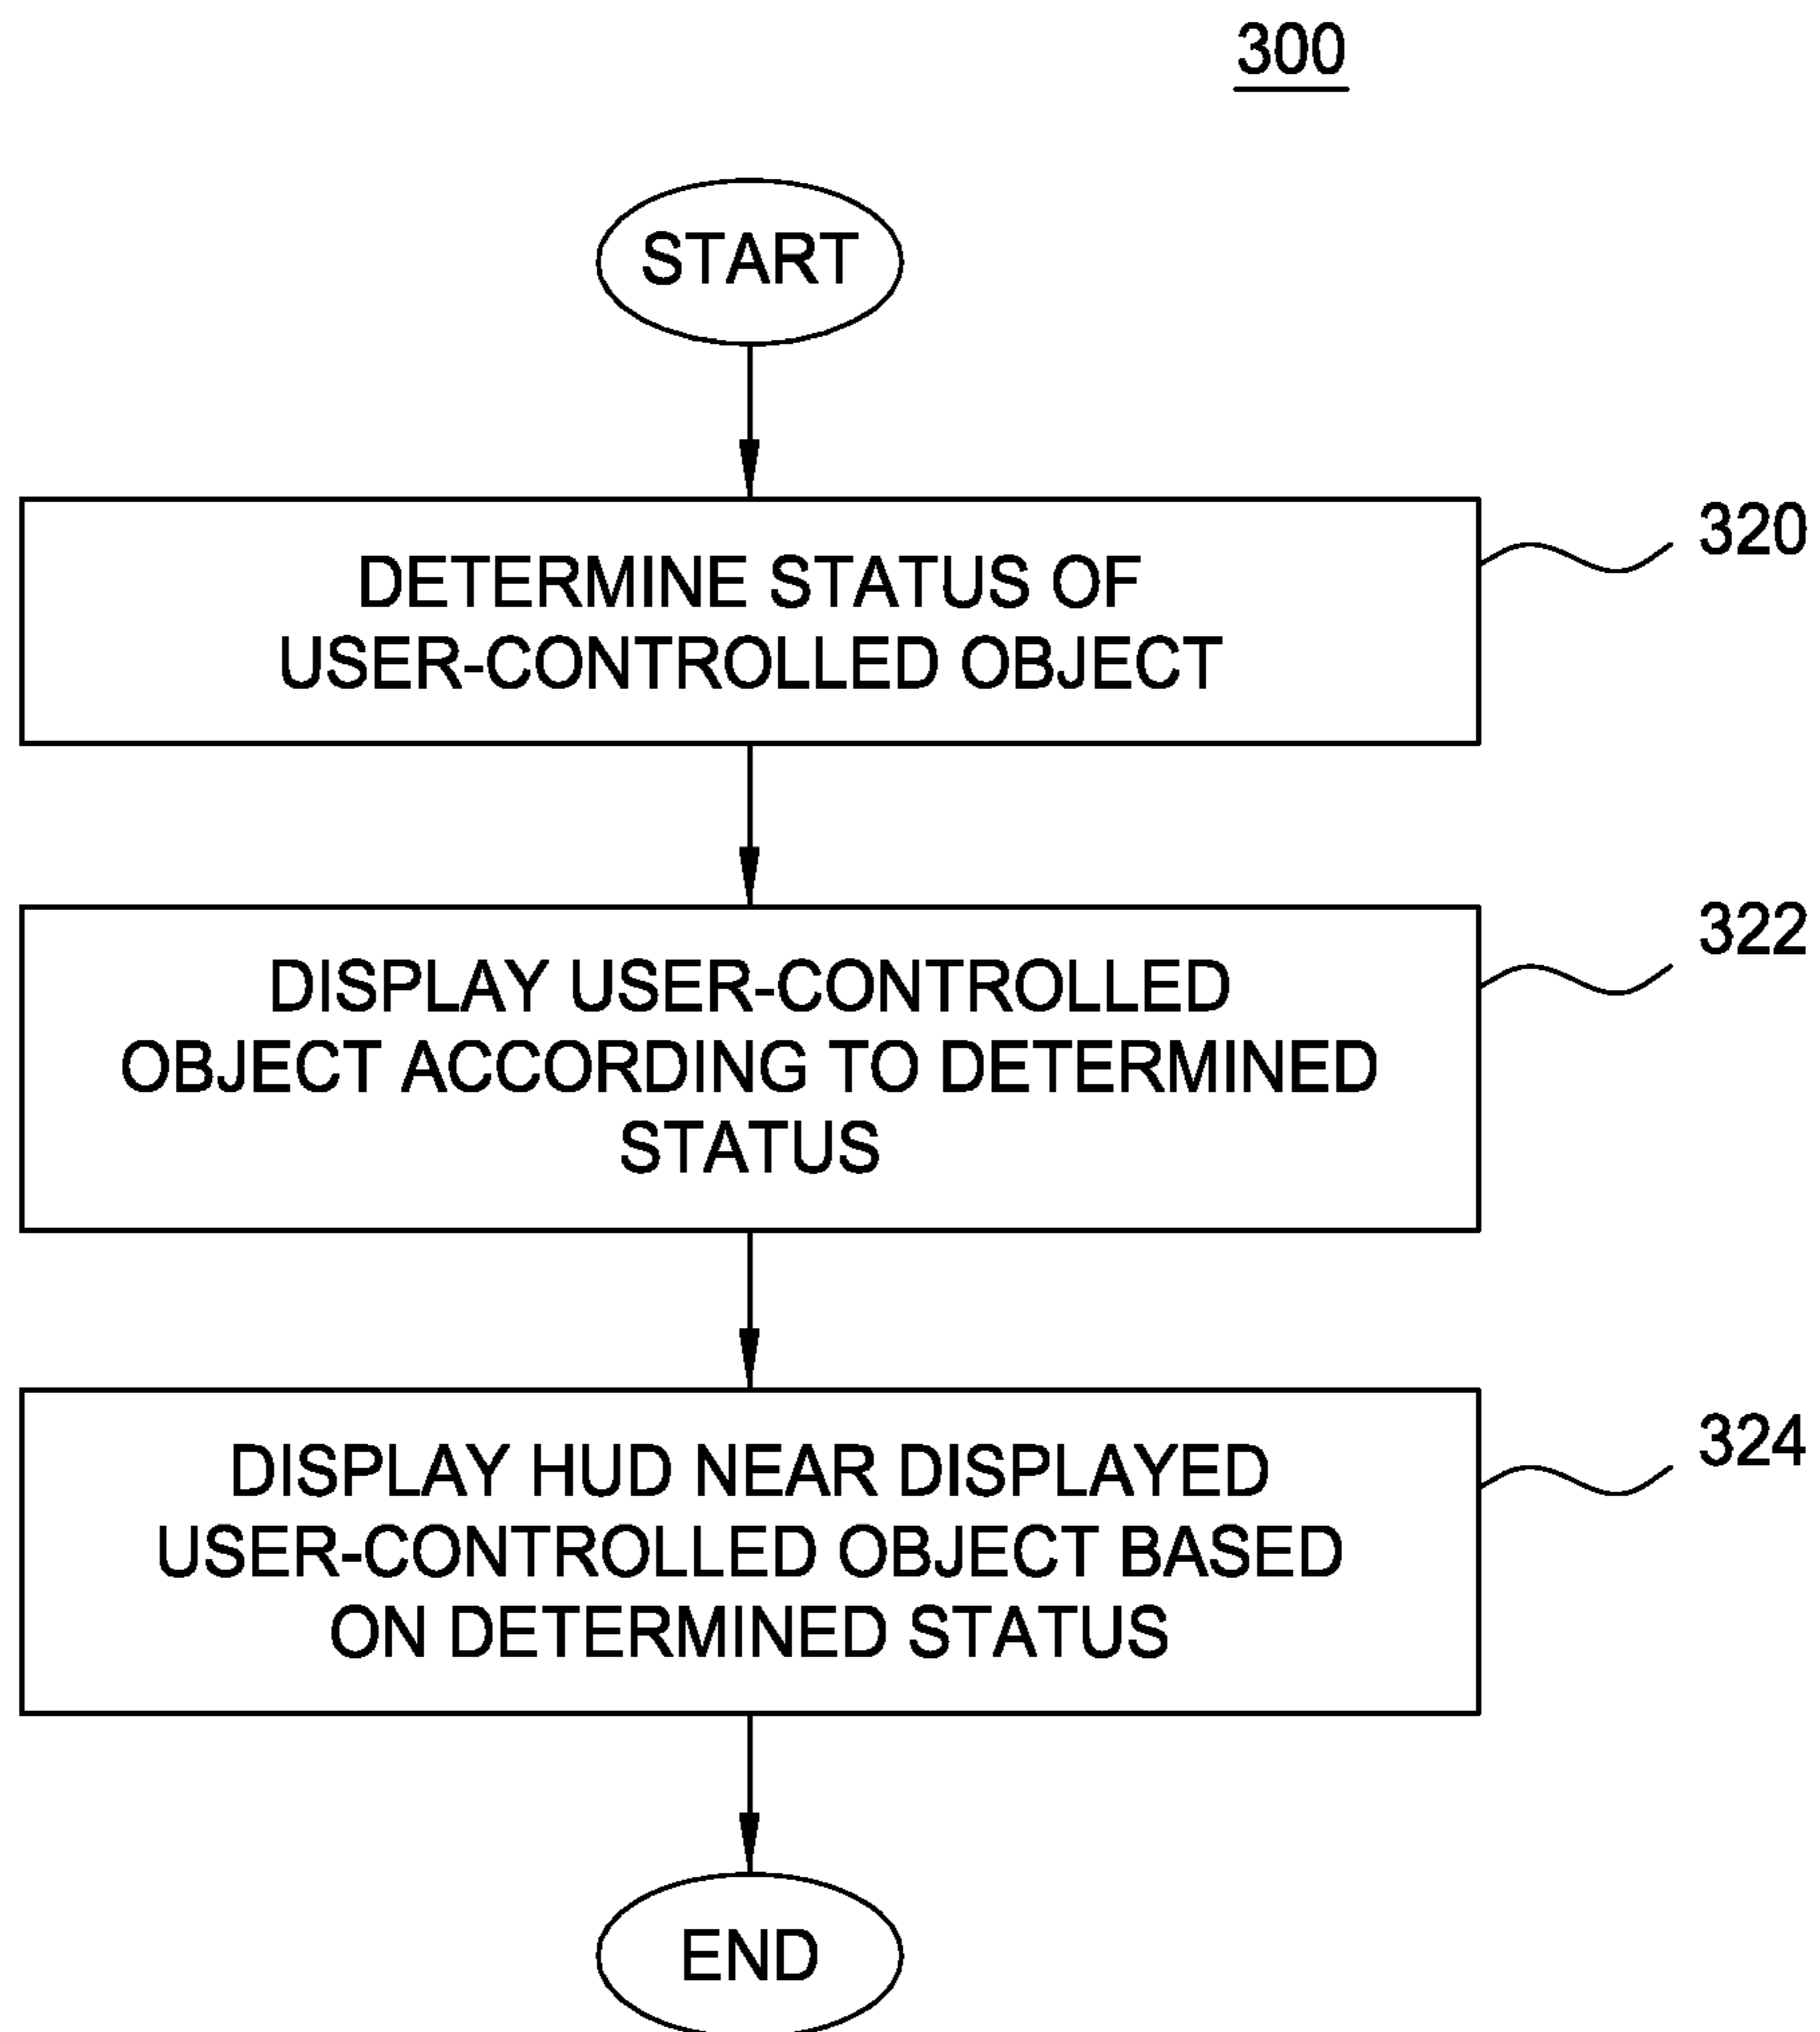 300
START
DETERMINE STATUS OF
USER-CONTROLLED OBJECT
320
DISPLAY USER-CONTROLLED
OBJECT ACCORDING TO DETERMINED
STATUS
322
DISPLAY HUD NEAR DISPLAYED
USER-CONTROLLED OBJECT BASED
ON DETERMINED STATUS
324
END